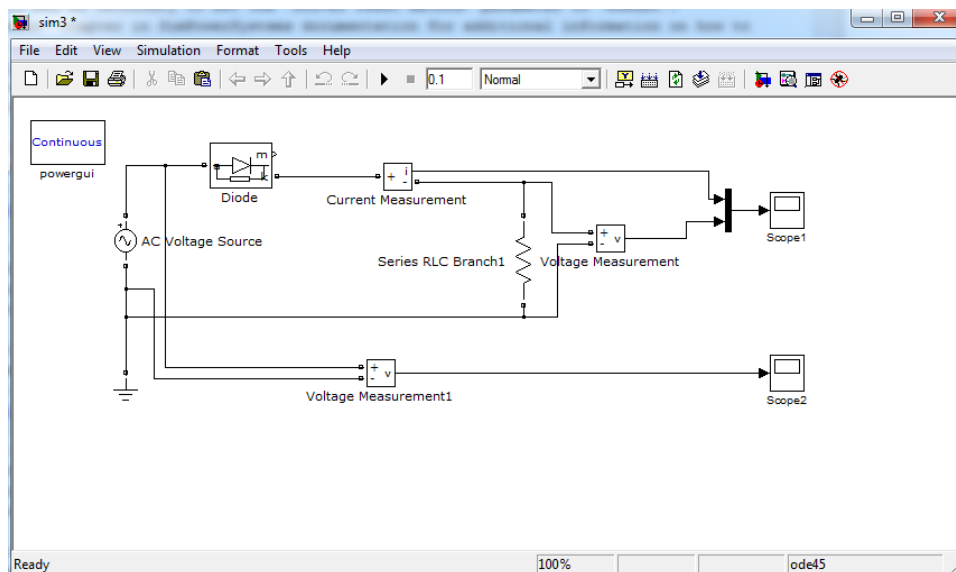 sim3 *
File Edit View Simulation Format Tools Help
0.1 Normal
Continuous
powergui
m
k
Diode
+ i
-
Current Measurement
+
AC Voltage Source
Series RLC Branch1
+ v
-
Voltage Measurement
Scope1
+ v
-
Voltage Measurement1
Scope2
Ready 100% ode45